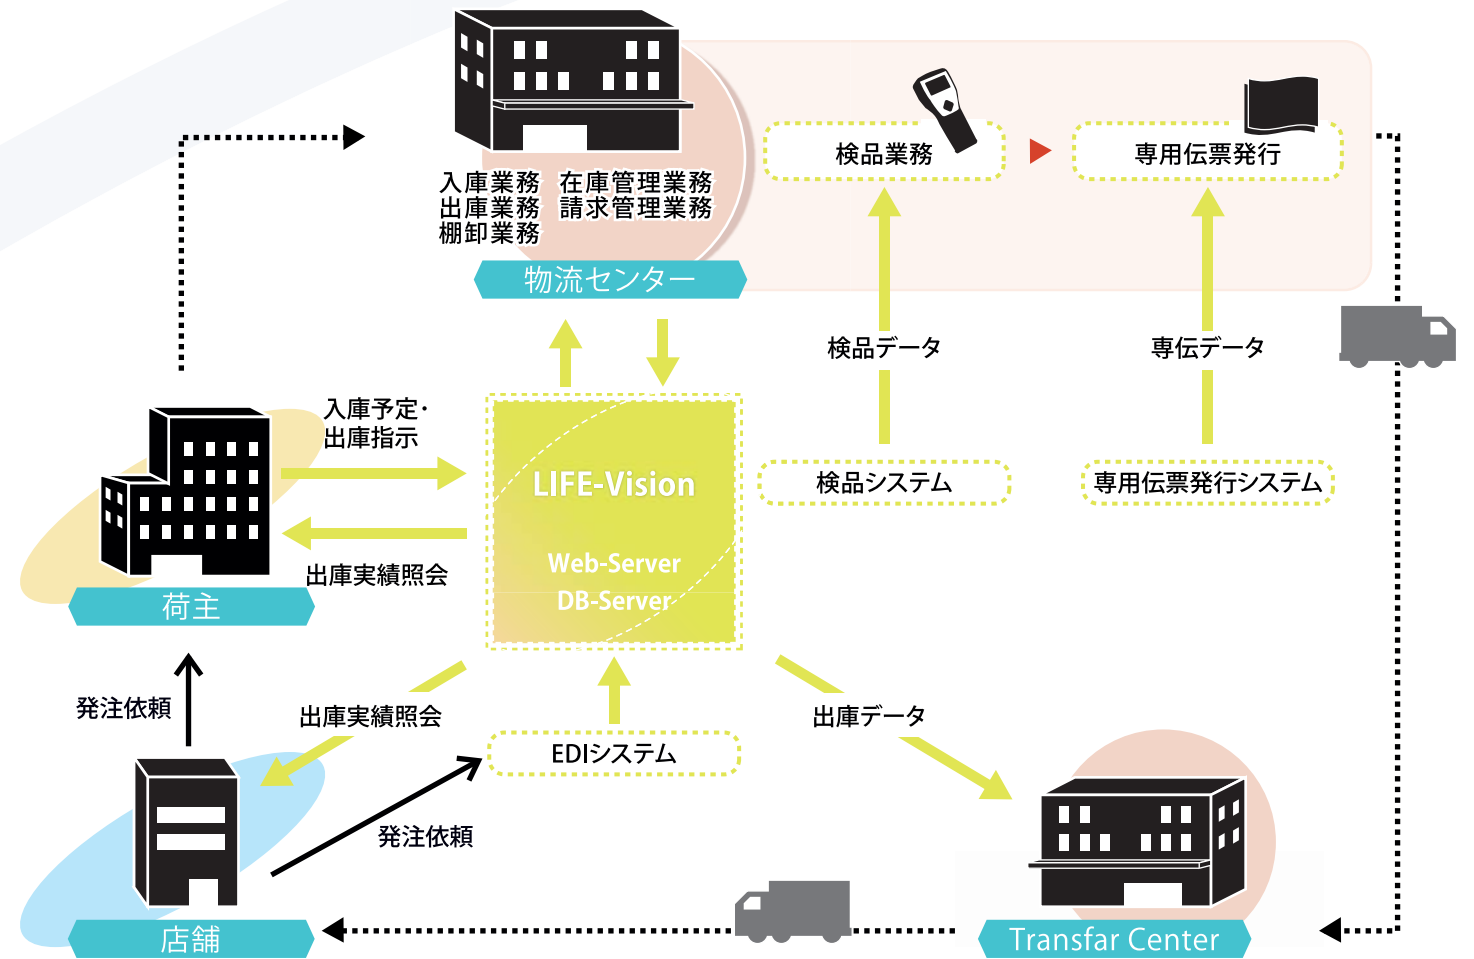 検品業務
専用伝票発行
入庫業務 在庫管理業務
出庫業務 請求管理業務
棚卸業務
物流センター
検品データ
専伝データ
入庫予定・
出庫指示
LIFE-Vision
検品システム
専用伝票発行システム
Web-Server
出庫実績照会
DB-Server
荷主
発注依頼
出庫実績照会
出庫データ
EDIシステム
発注依頼
店舗
Transfar Center